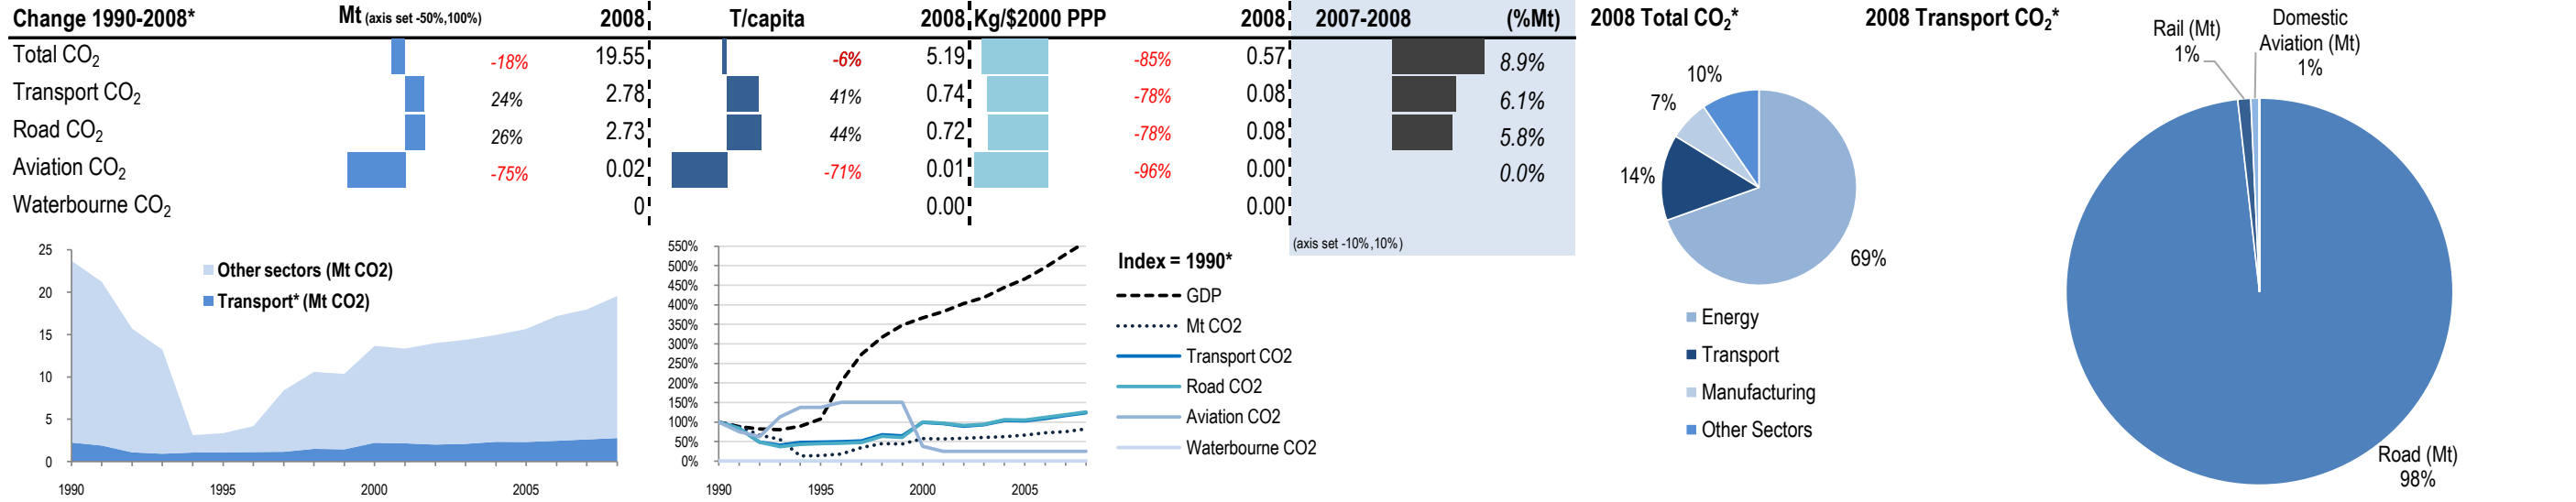 Change 1990-2008* Mt (axis set -50%,100%) 2008 T/capita 2008 Kg/$2000 PPP 2008 2007-2008 (%Mt)
Total CO2 -18% 19.55 -6% 5.19 -85% 0.57 8.9%
Transport CO2 24% 2.78 41% 0.74 -78% 0.08 6.1%
Road CO2 26% 2.73 44% 0.72 -78% 0.08 5.8%
Aviation CO2 -75% 0.02 -71% 0.01 -96% 0.00 0.0%
Waterbourne CO2 0 0.00 0.00
(axis set -10%,10%)
25
20
15
10
5
0
1990 1995 2000 2005
Other sectors (Mt CO2)
Transport* (Mt CO2)
550%
500%
450%
400%
350%
300%
250%
200%
150%
100%
50%
0%
1990 1995 2000 2005
Index = 1990*
GDP
Mt CO2
Transport CO2
Road CO2
Aviation CO2
Waterbourne CO2
2008 Total CO2*
10%
7%
14%
69%
Energy
Transport
Manufacturing
Other Sectors
2008 Transport CO2*
Rail (Mt)
1%
Domestic
Aviation (Mt)
1%
Road (Mt)
98%